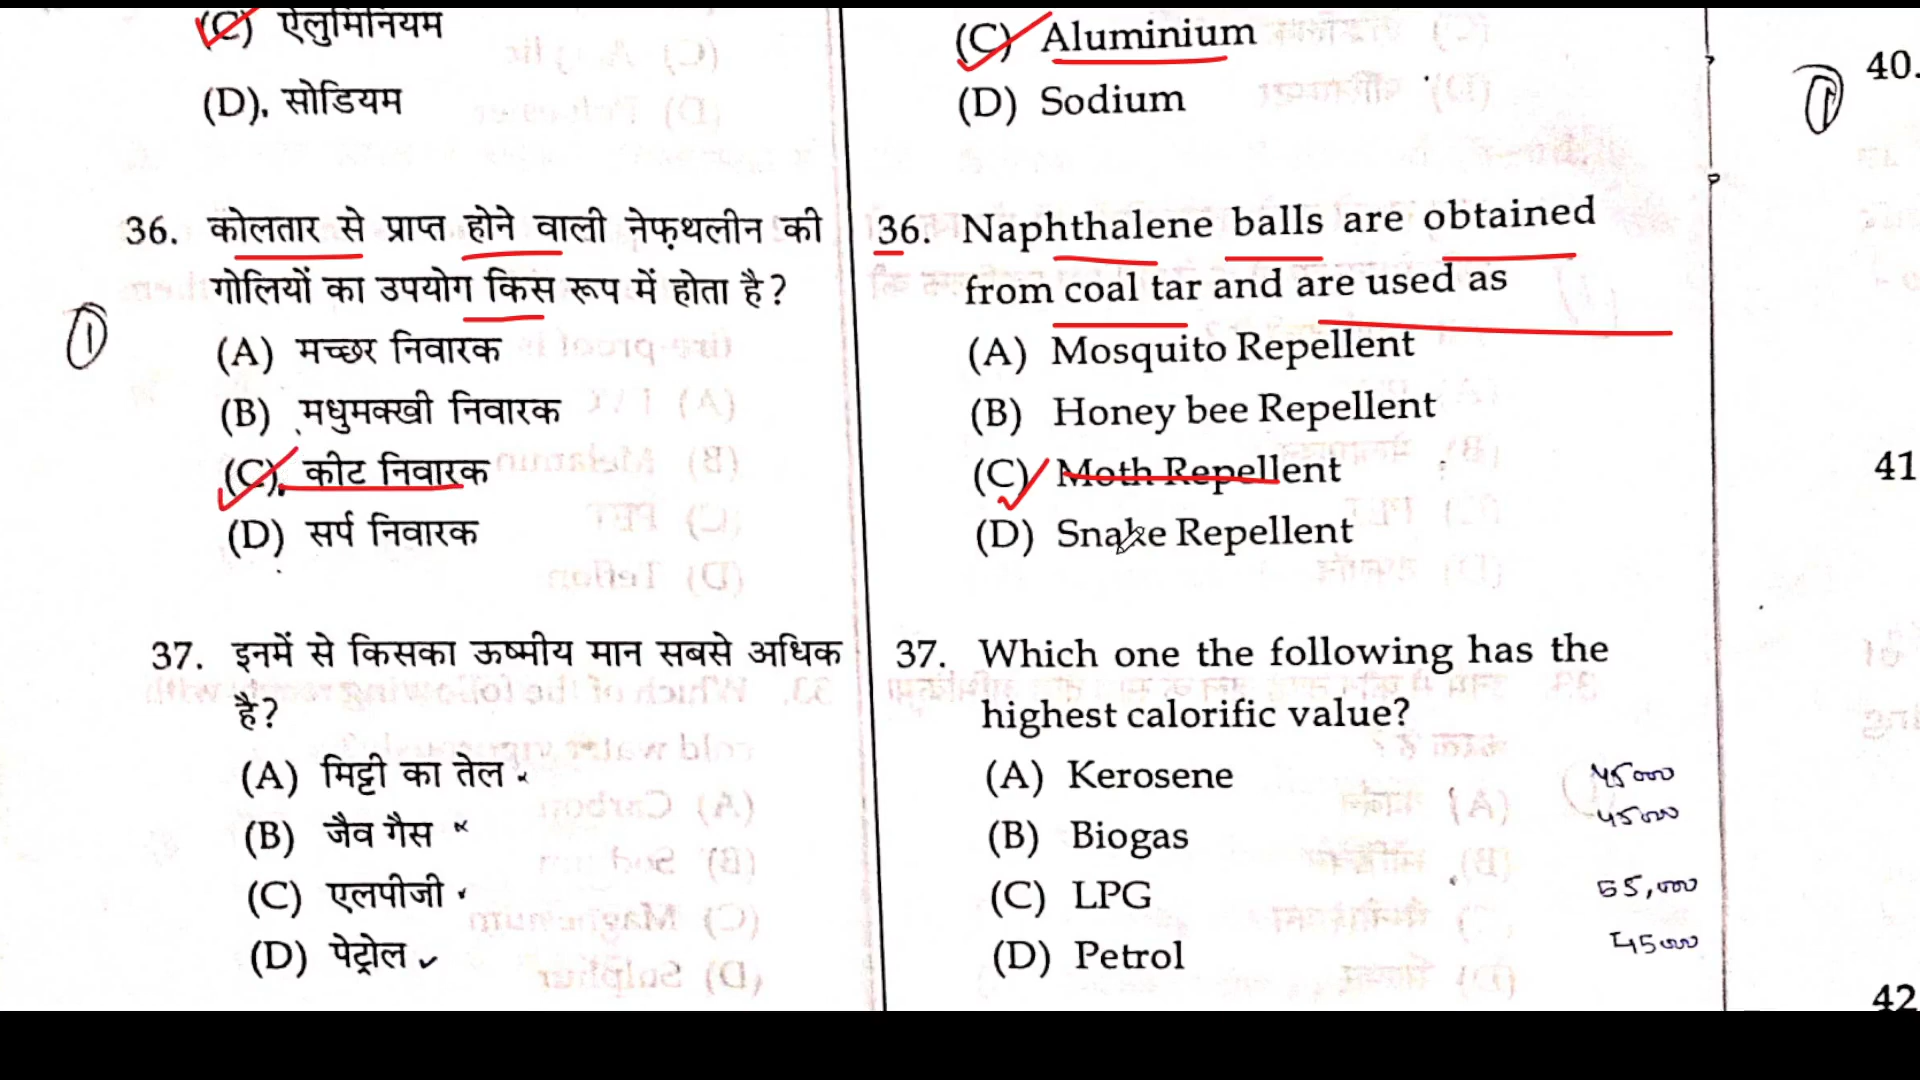 (C) ऐलुमिनियम
(D). सोडियम
36. कोलतार से प्राप्त होने वाली नेफ़थलीन की
गोलियों का उपयोग किस रूप में होता है?
(A) मच्छर निवारक
(B) मधुमक्खी निवारक
(C). कीट निवारक
(D) सर्प निवारक
37. इनमें से किसका ऊष्मीय मान सबसे अधिक
है?
(A) मिट्टी का तेल
(B) जैव गैस
(C) एलपीजी
(D) पेट्रोल
1
(C) Aluminium
(D) Sodium
36. Naphthalene balls are obtained
from coal tar and are used as
(A) Mosquito Repellent
(B) Honey bee Repellent
(C) Moth Repellent
(D) Snake Repellent
37. Which one the following has the
highest calorific value?
(A) Kerosene
(B) Biogas
(C) LPG
(D) Petrol
45000
45000
55,000
45000
1
40.
41
42